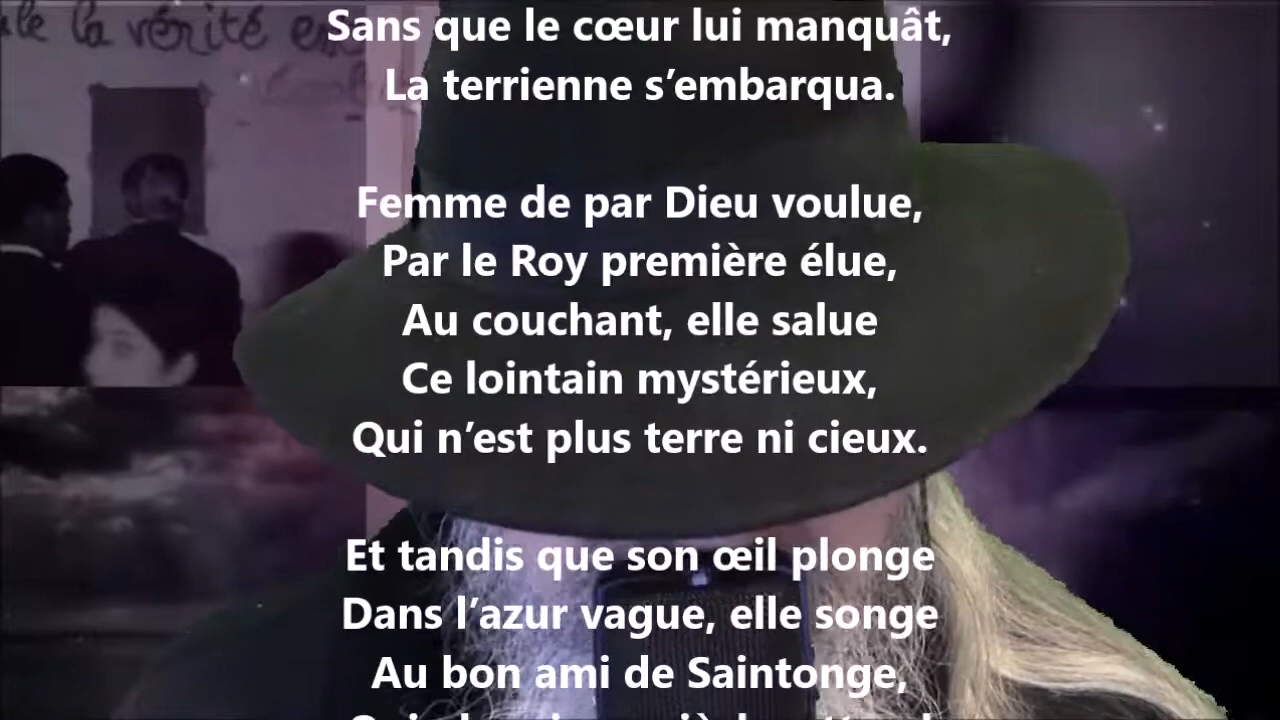 la vérité
Sans que le cœur lui manquât,
La terrienne s’embarqua.
Femme de par Dieu voulue,
Par le Roy première élue,
Au couchant, elle salue
Ce lointain mystérieux,
Qui n’est plus terre ni cieux.
Et tandis que son œil plonge
Dans l’azur vague, elle songe
Au bon ami de Saintonge,